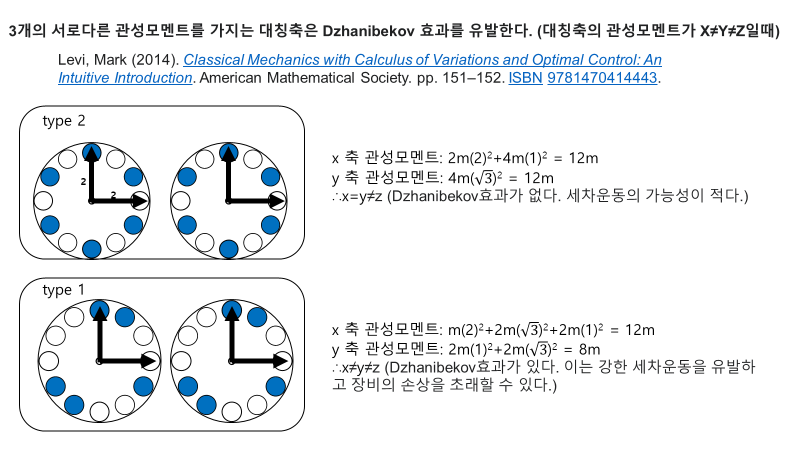 3개의 서로다른 관성모멘트를 가지는 대칭축은 Dzhanibekov 효과를 유발한다. (대칭축의 관성모멘트가 X≠Y≠Z일때)
Levi, Mark (2014). Classical Mechanics with Calculus of Variations and Optimal Control: An
Intuitive Introduction. American Mathematical Society. pp. 151–152. ISBN 9781470414443.
type 2
2
2
x 축 관성모멘트: 2m(2)²+4m(1)² = 12m
y 축 관성모멘트: 4m(√3)² = 12m
∴x=y≠z (Dzhanibekov효과가 없다. 세차운동의 가능성이 적다.)
type 1
x 축 관성모멘트: m(2)²+2m(√3)²+2m(1)² = 12m
y 축 관성모멘트: 2m(1)²+2m(√3)² = 8m
∴x≠y≠z (Dzhanibekov효과가 있다. 이는 강한 세차운동을 유발하
고 장비의 손상을 초래할 수 있다.)